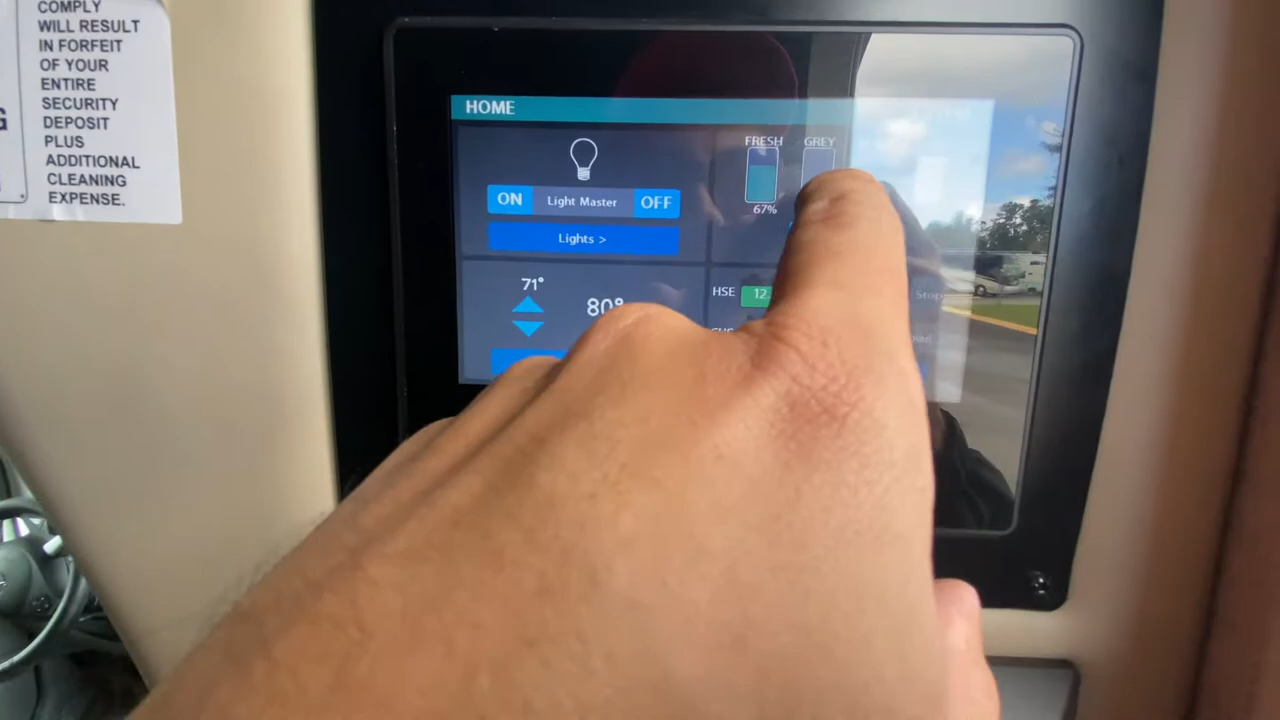 COMPLY
WILL RESULT
IN FORFEIT
OF YOUR
ENTIRE
SECURITY
DEPOSIT
PLUS
ADDITIONAL
CLEANING
EXPENSE.
G
HOME
FRESH GREY
ON Light Master OFF
67%
Lights >
71°
80°
HSE 12.
Stop